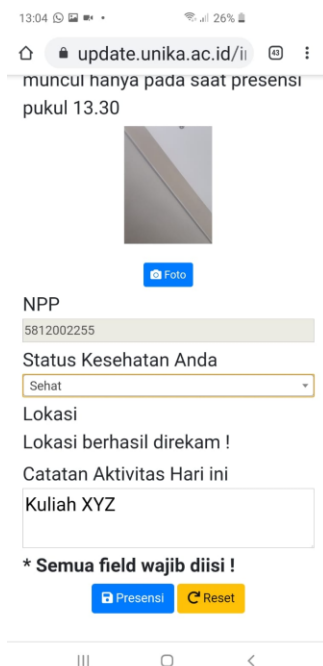 13:04
26%
update.unika.ac.id/i
43
muncul hanya pada saat presensi
pukul 13.30
Foto
NPP
5812002255
Status Kesehatan Anda
Sehat
Lokasi
Lokasi berhasil direkam !
Catatan Aktivitas Hari ini
Kuliah XYZ
* Semua field wajib diisi !
Presensi
Reset